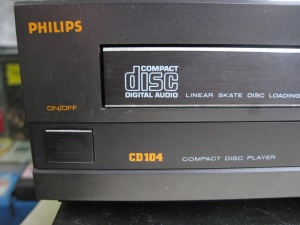 PHILIPS
COMPACT
disc
DIGITAL AUDIO
LINEAR SKATE DISC LOADING
ON/OFF
CD104
COMPACT DISC PLAYER